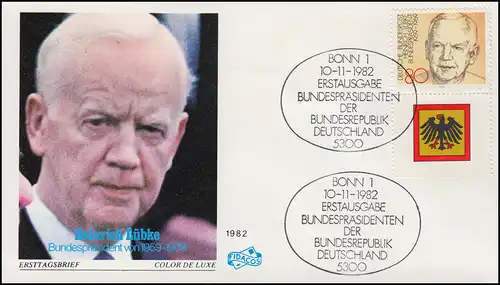 Heinrich Lübke
Bundespräsident von 1959-1969
ERSTTAGSBRIEF
COLOR DE LUXE
1982
FIDACOS
BONN 1
10-11-1982
ERSTAUSGABE
BUNDESPRÄSIDENTEN
DER
BUNDESREPUBLIK
DEUTSCHLAND
5300
80
BONN 1
10-11-1982
ERSTAUSGABE
BUNDESPRÄSIDENTEN
DER
BUNDESREPUBLIK
DEUTSCHLAND
5300